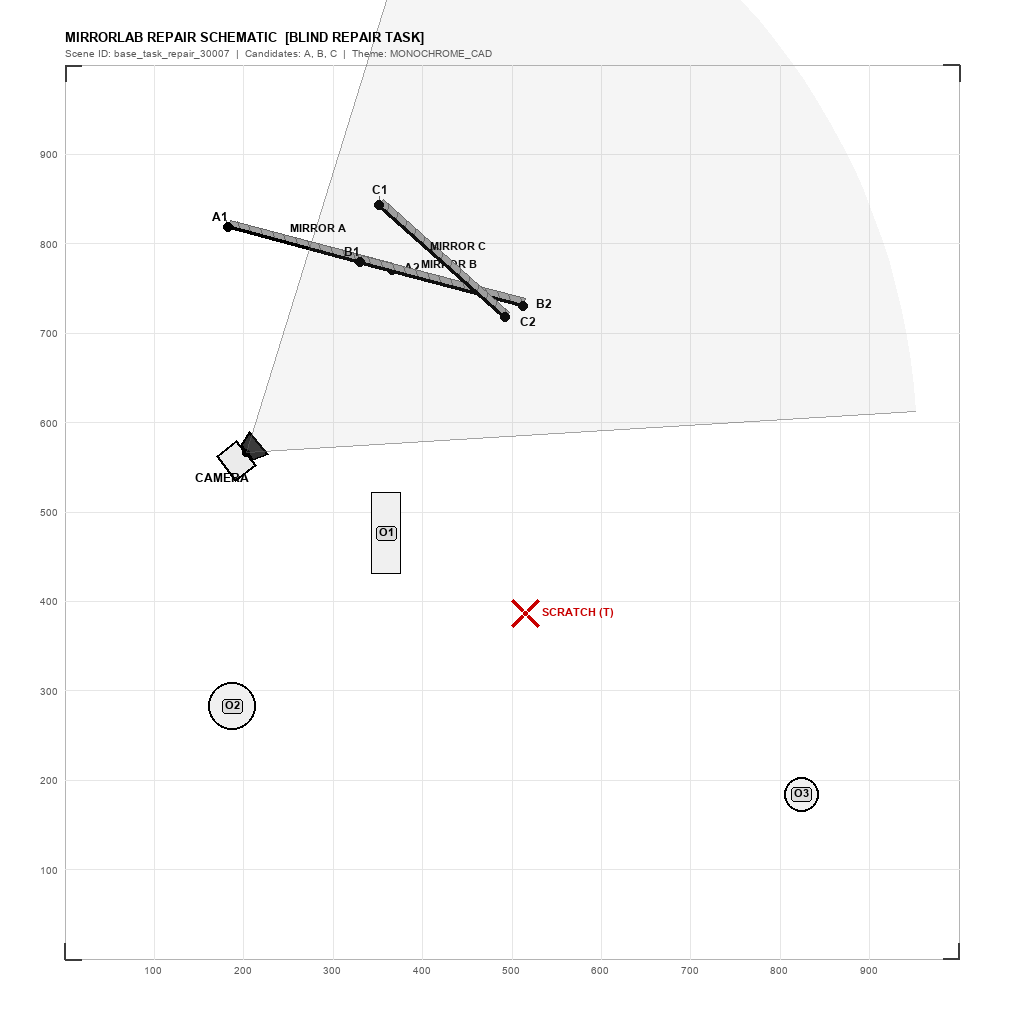 MIRRORLAB REPAIR SCHEMATIC  [BLIND REPAIR TASK]
Scene ID: base_task_repair_30007  |  Candidates: A, B, C  |  Theme: MONOCHROME_CAD
900
C1
A1
MIRROR A
800
MIRROR C
B1
A2
MIRROR B
B2
C2
700
600
CAMERA
500
O1
400
SCRATCH (T)
300
O2
200
O3
100
100
200
300
400
500
600
700
800
900